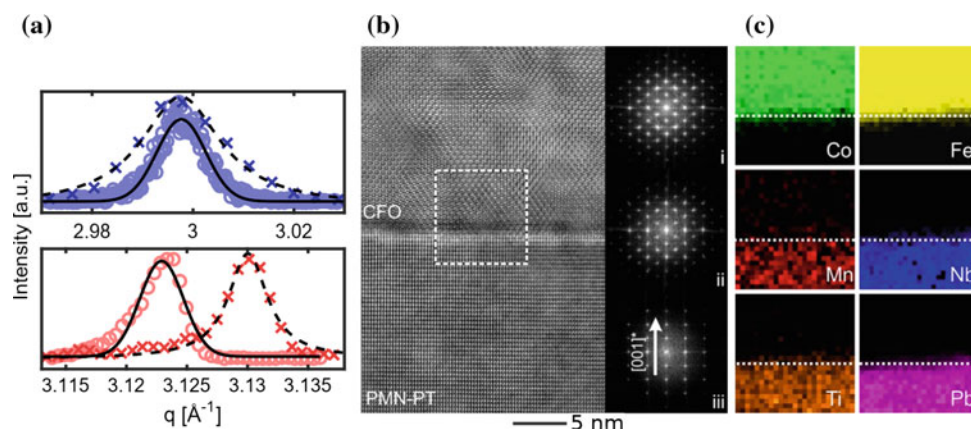 (a)
(b)
(c)
Intensity [a.u.]
2.98 3 3.02
3.115 3.12 3.125 3.13 3.135
q [Å⁻¹]
CFO
PMN-PT
i
ii
[001]*
iii
5 nm
Co
Fe
Mn
Nb
Ti
Pb